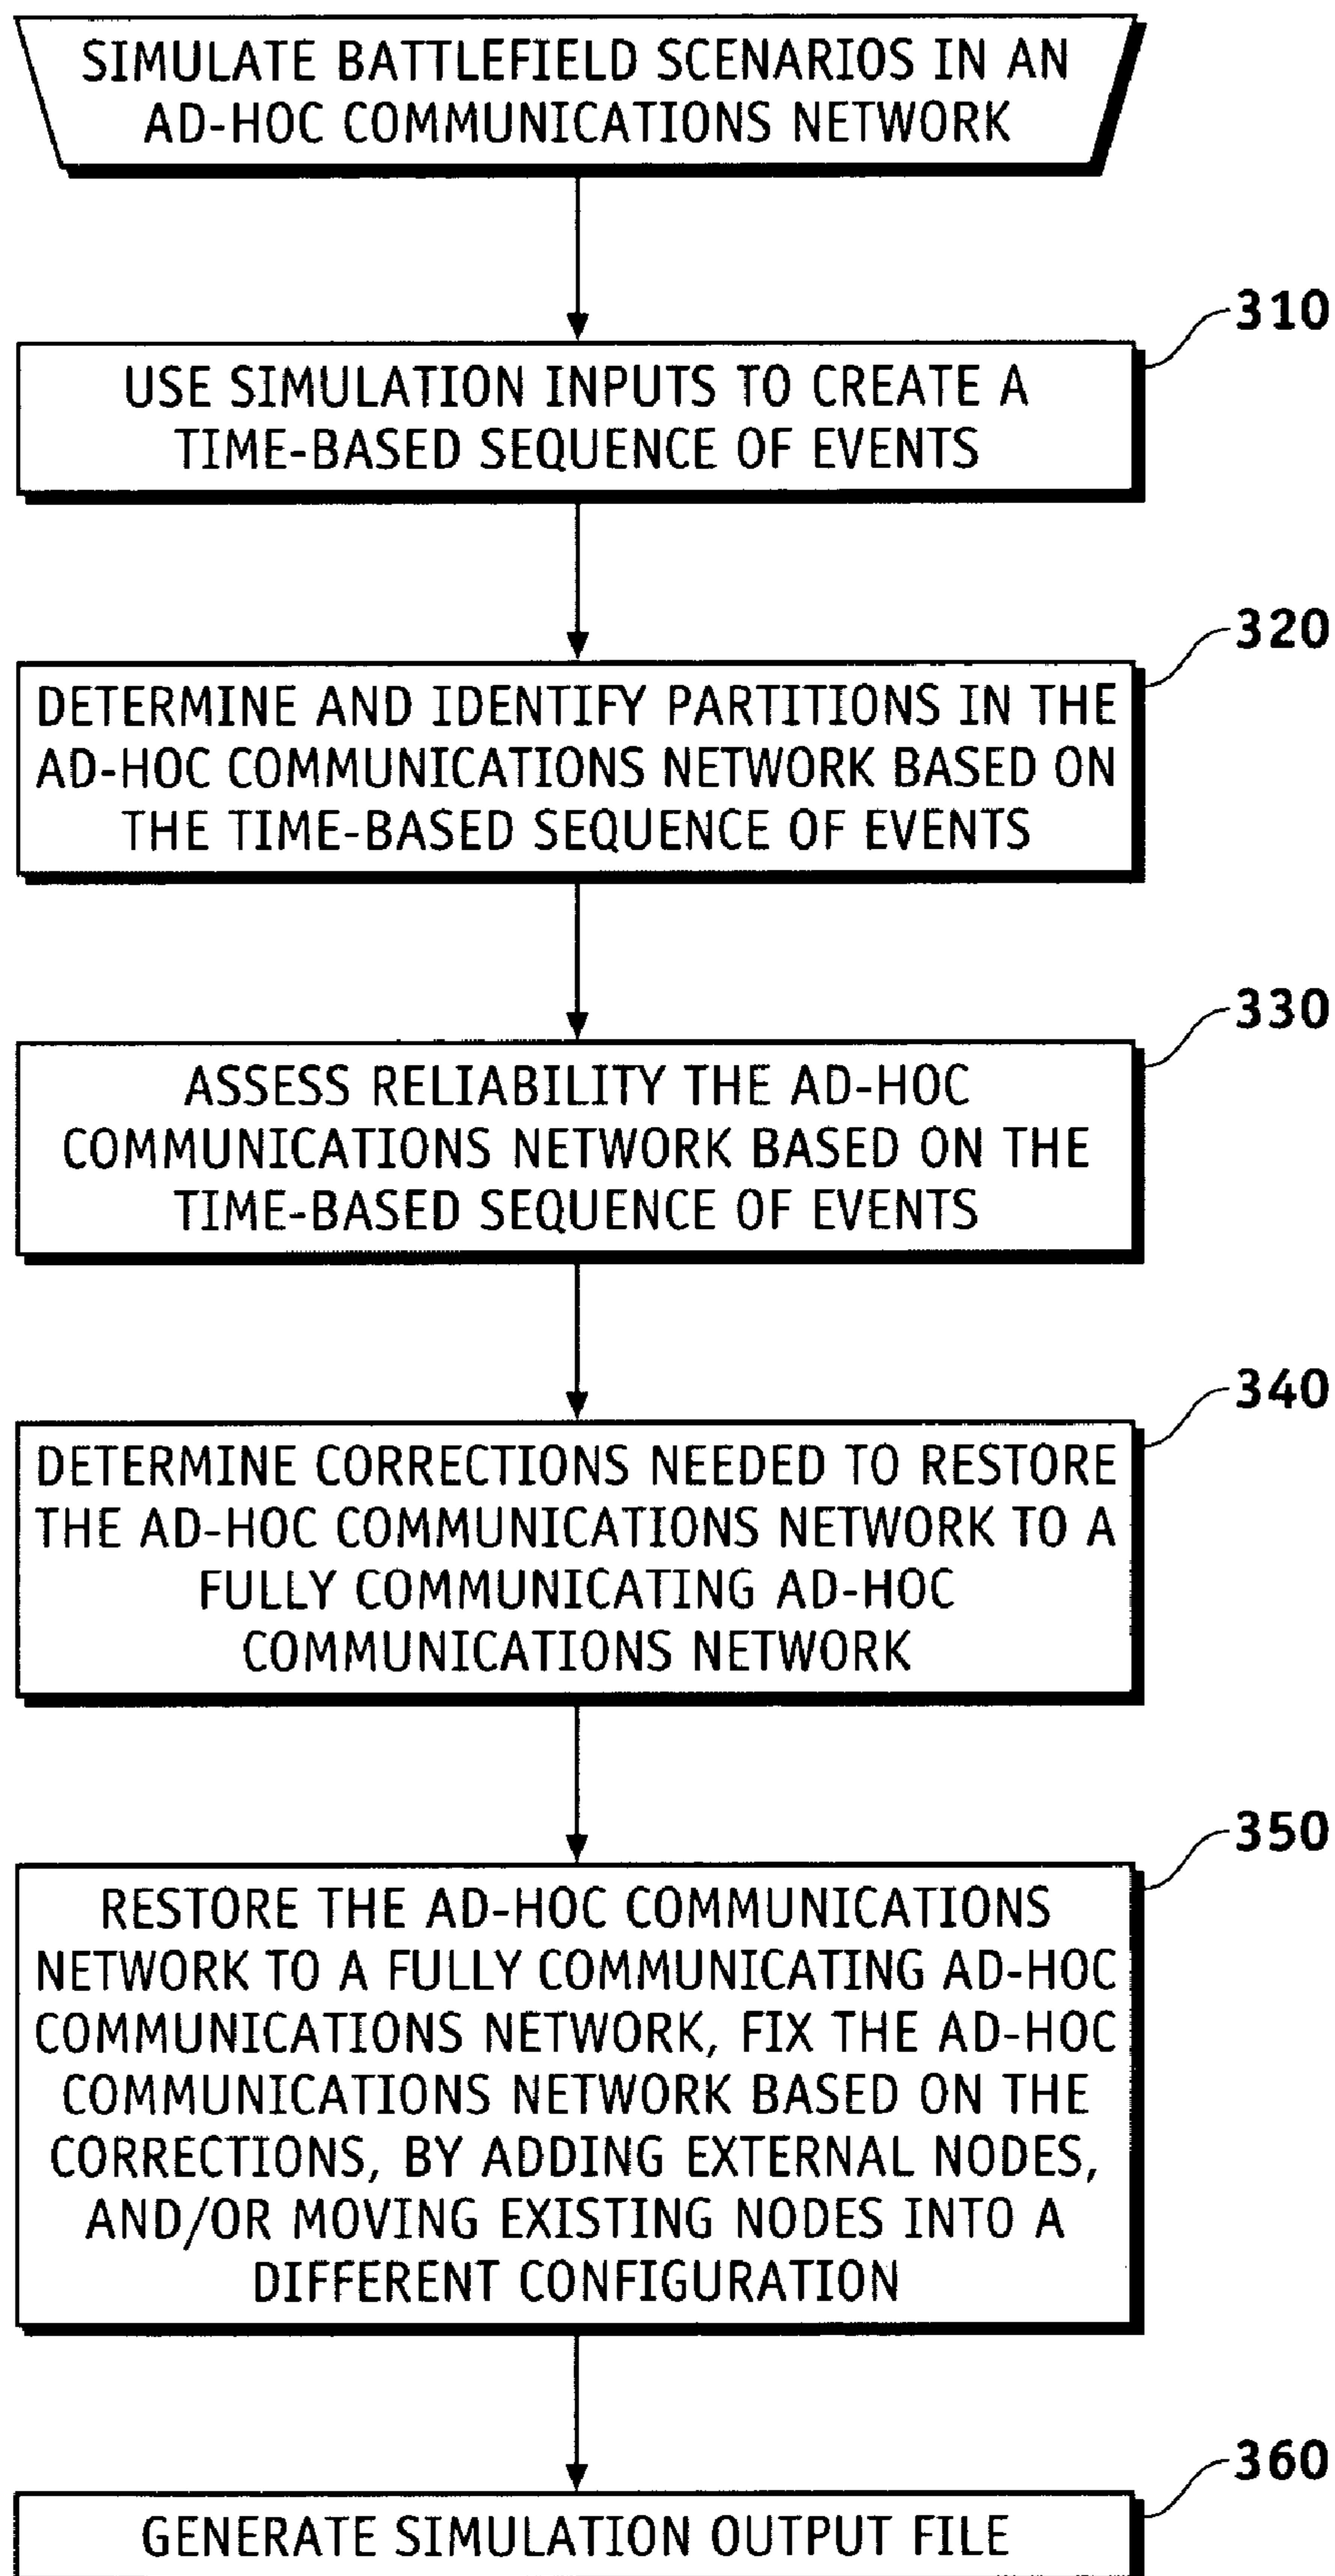 SIMULATE BATTLEFIELD SCENARIOS IN AN
AD-HOC COMMUNICATIONS NETWORK
310
USE SIMULATION INPUTS TO CREATE A
TIME-BASED SEQUENCE OF EVENTS
320
DETERMINE AND IDENTIFY PARTITIONS IN THE
AD-HOC COMMUNICATIONS NETWORK BASED ON
THE TIME-BASED SEQUENCE OF EVENTS
330
ASSESS RELIABILITY THE AD-HOC
COMMUNICATIONS NETWORK BASED ON THE
TIME-BASED SEQUENCE OF EVENTS
340
DETERMINE CORRECTIONS NEEDED TO RESTORE
THE AD-HOC COMMUNICATIONS NETWORK TO A
FULLY COMMUNICATING AD-HOC
COMMUNICATIONS NETWORK
350
RESTORE THE AD-HOC COMMUNICATIONS
NETWORK TO A FULLY COMMUNICATING AD-HOC
COMMUNICATIONS NETWORK, FIX THE AD-HOC
COMMUNICATIONS NETWORK BASED ON THE
CORRECTIONS, BY ADDING EXTERNAL NODES,
AND/OR MOVING EXISTING NODES INTO A
DIFFERENT CONFIGURATION
360
GENERATE SIMULATION OUTPUT FILE